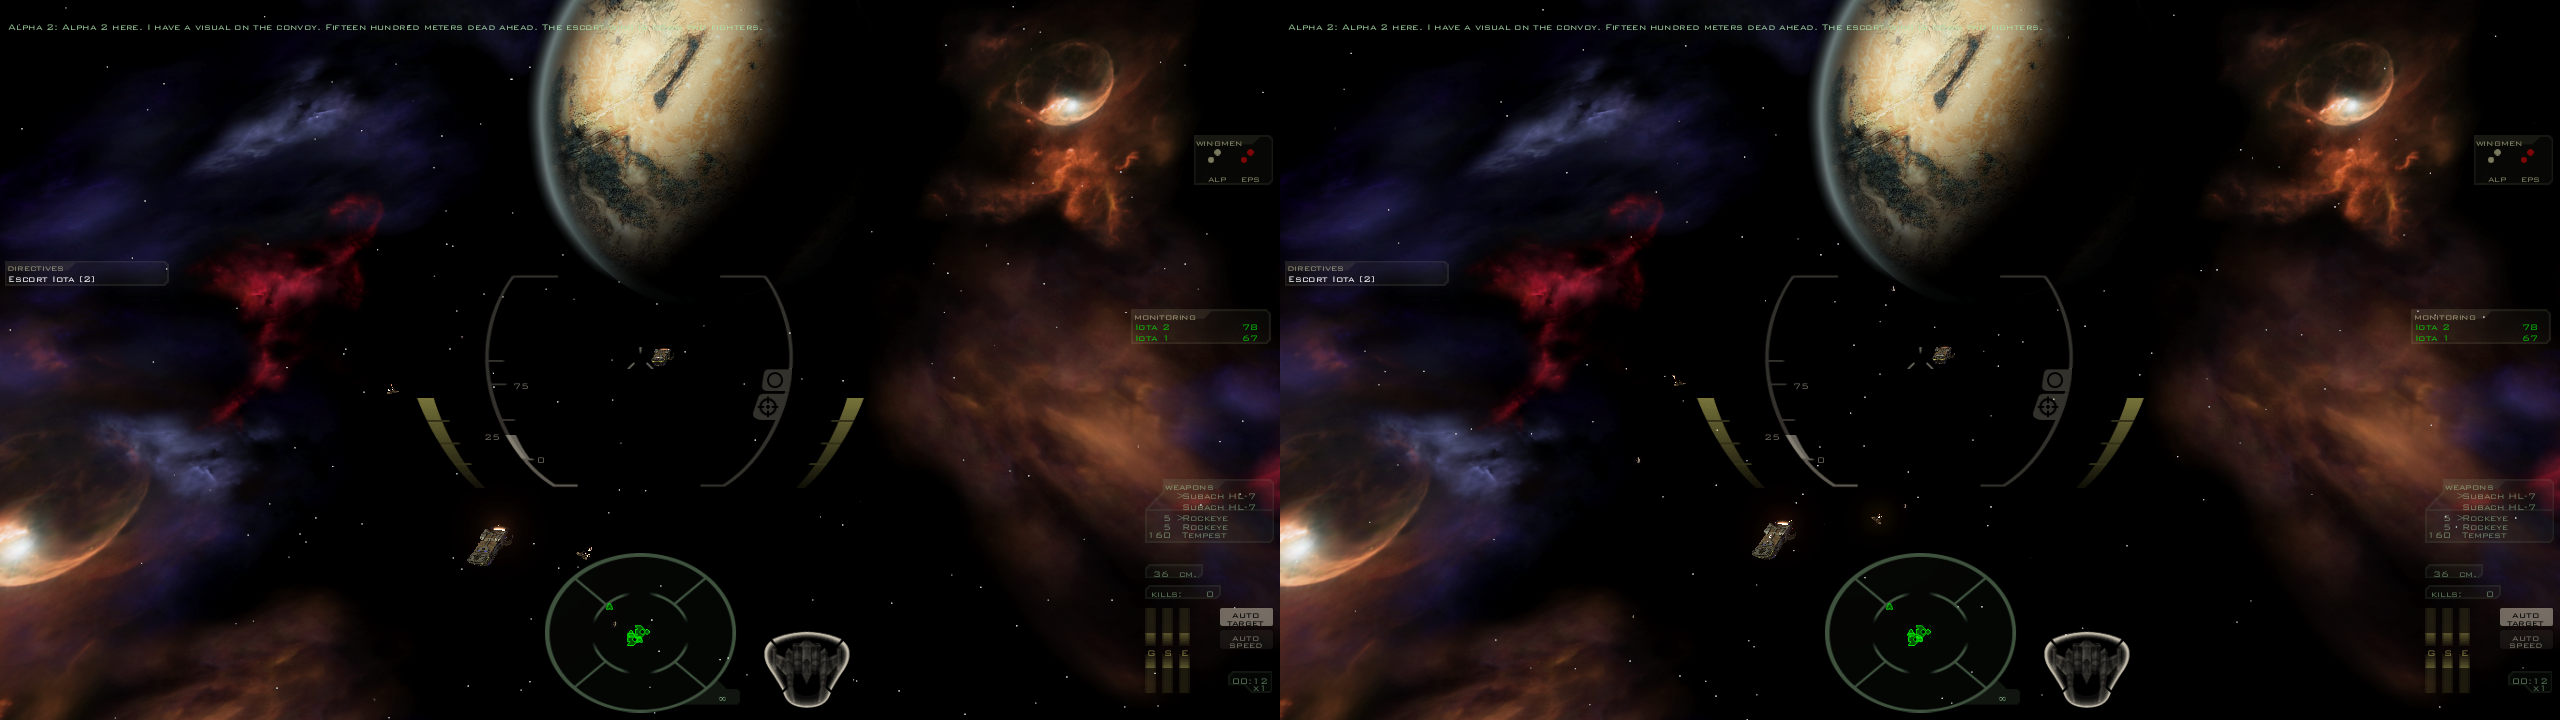 Alpha 2: Alpha 2 here. I have a visual on the convoy. Fifteen hundred meters dead ahead. The escort
WINGMEN
ALP EPS
DIRECTIVES
Escort Iota [2]
MONITORING
Iota 2 78
Iota 1 67
75
25
0
WEAPONS
>Subach HL-7
Subach HL-7
5 >Rockeye
5 Rockeye
160 Tempest
36 CM.
KILLS: 0
AUTO TARGET
AUTO SPEED
G S E
00:12
x1
∞
Alpha 2: Alpha 2 here. I have a visual on the convoy. Fifteen hundred meters dead ahead. The escort
WINGMEN
ALP EPS
DIRECTIVES
Escort Iota [2]
MONITORING
Iota 2 78
Iota 1 67
75
25
0
WEAPONS
>Subach HL-7
Subach HL-7
5 >Rockeye
5 Rockeye
160 Tempest
36 CM.
KILLS: 0
AUTO TARGET
AUTO SPEED
G S E
00:12
x1
∞